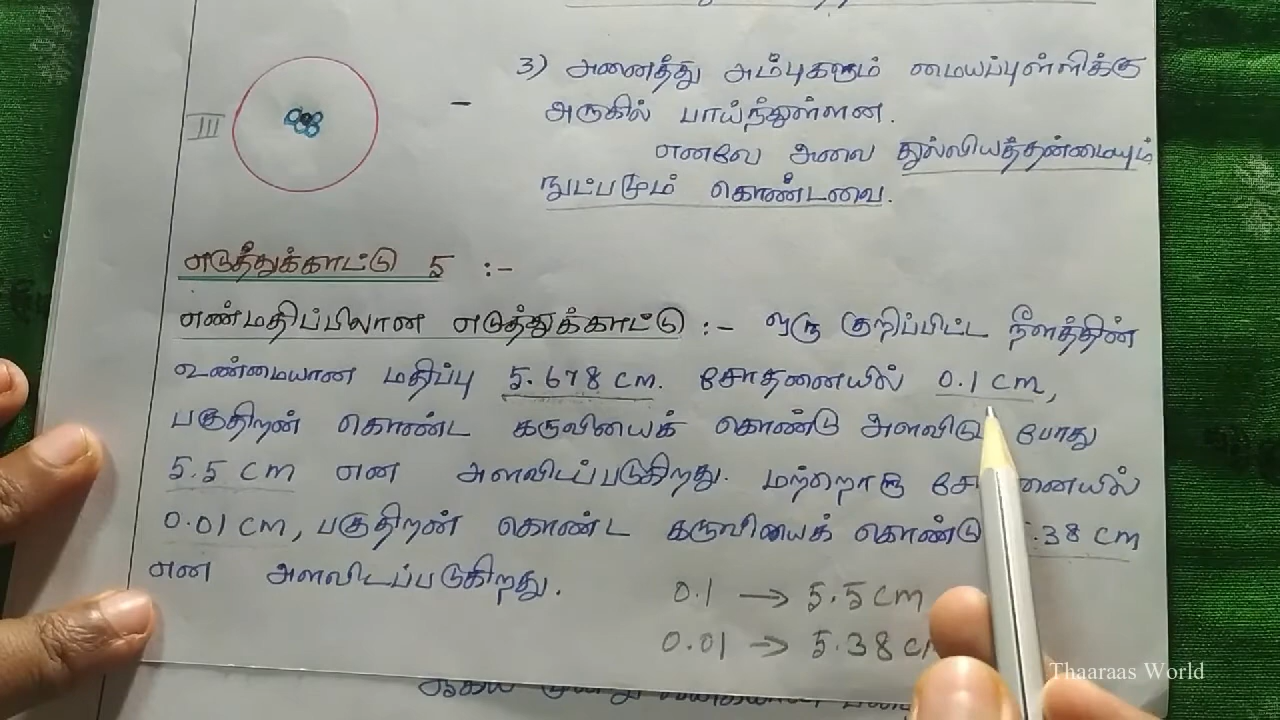 III
–
3) அனைத்து அம்புகளும் மையப்புள்ளிக்கு
அருகில் பாய்ந்துள்ளன.
எனவே அவை துல்லியத்தன்மையும்
நுட்பமும் கொண்டவை.
எடுத்துக்காட்டு 5 :-
எண்மதிப்பிலான எடுத்துக்காட்டு :- ஒரு குறிப்பிட்ட நீளத்தின்
உண்மையான மதிப்பு 5.678 cm. சோதனையில் 0.1 cm,
பகுதிறன் கொண்ட கருவியைக் கொண்டு அளவிடு போது
5.5 cm என அளவிடப்படுகிறது. மற்றொரு
0.01 cm, பகுதிறன் கொண்ட கருவியைக் கொண்டு .38 cm
என அளவிடப்படுகிறது.
0.1 → 5.5 cm
0.01 → 5.38
Thaaraas World